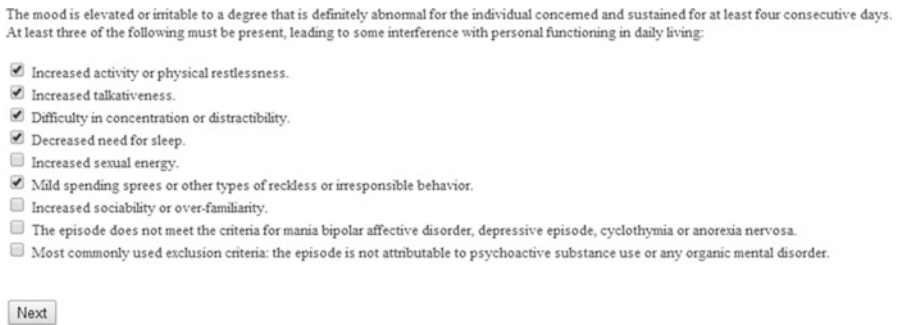 The mood is elevated or irritable to a degree that is definitely abnormal for the individual concerned and sustained for at least four consecutive days.
At least three of the following must be present, leading to some interference with personal functioning in daily living:
Increased activity or physical restlessness.
Increased talkativeness.
Difficulty in concentration or distractibility.
Decreased need for sleep.
Increased sexual energy.
Mild spending sprees or other types of reckless or irresponsible behavior.
Increased sociability or over-familiarity.
The episode does not meet the criteria for mania bipolar affective disorder, depressive episode, cyclothymia or anorexia nervosa.
Most commonly used exclusion criteria: the episode is not attributable to psychoactive substance use or any organic mental disorder.
Next